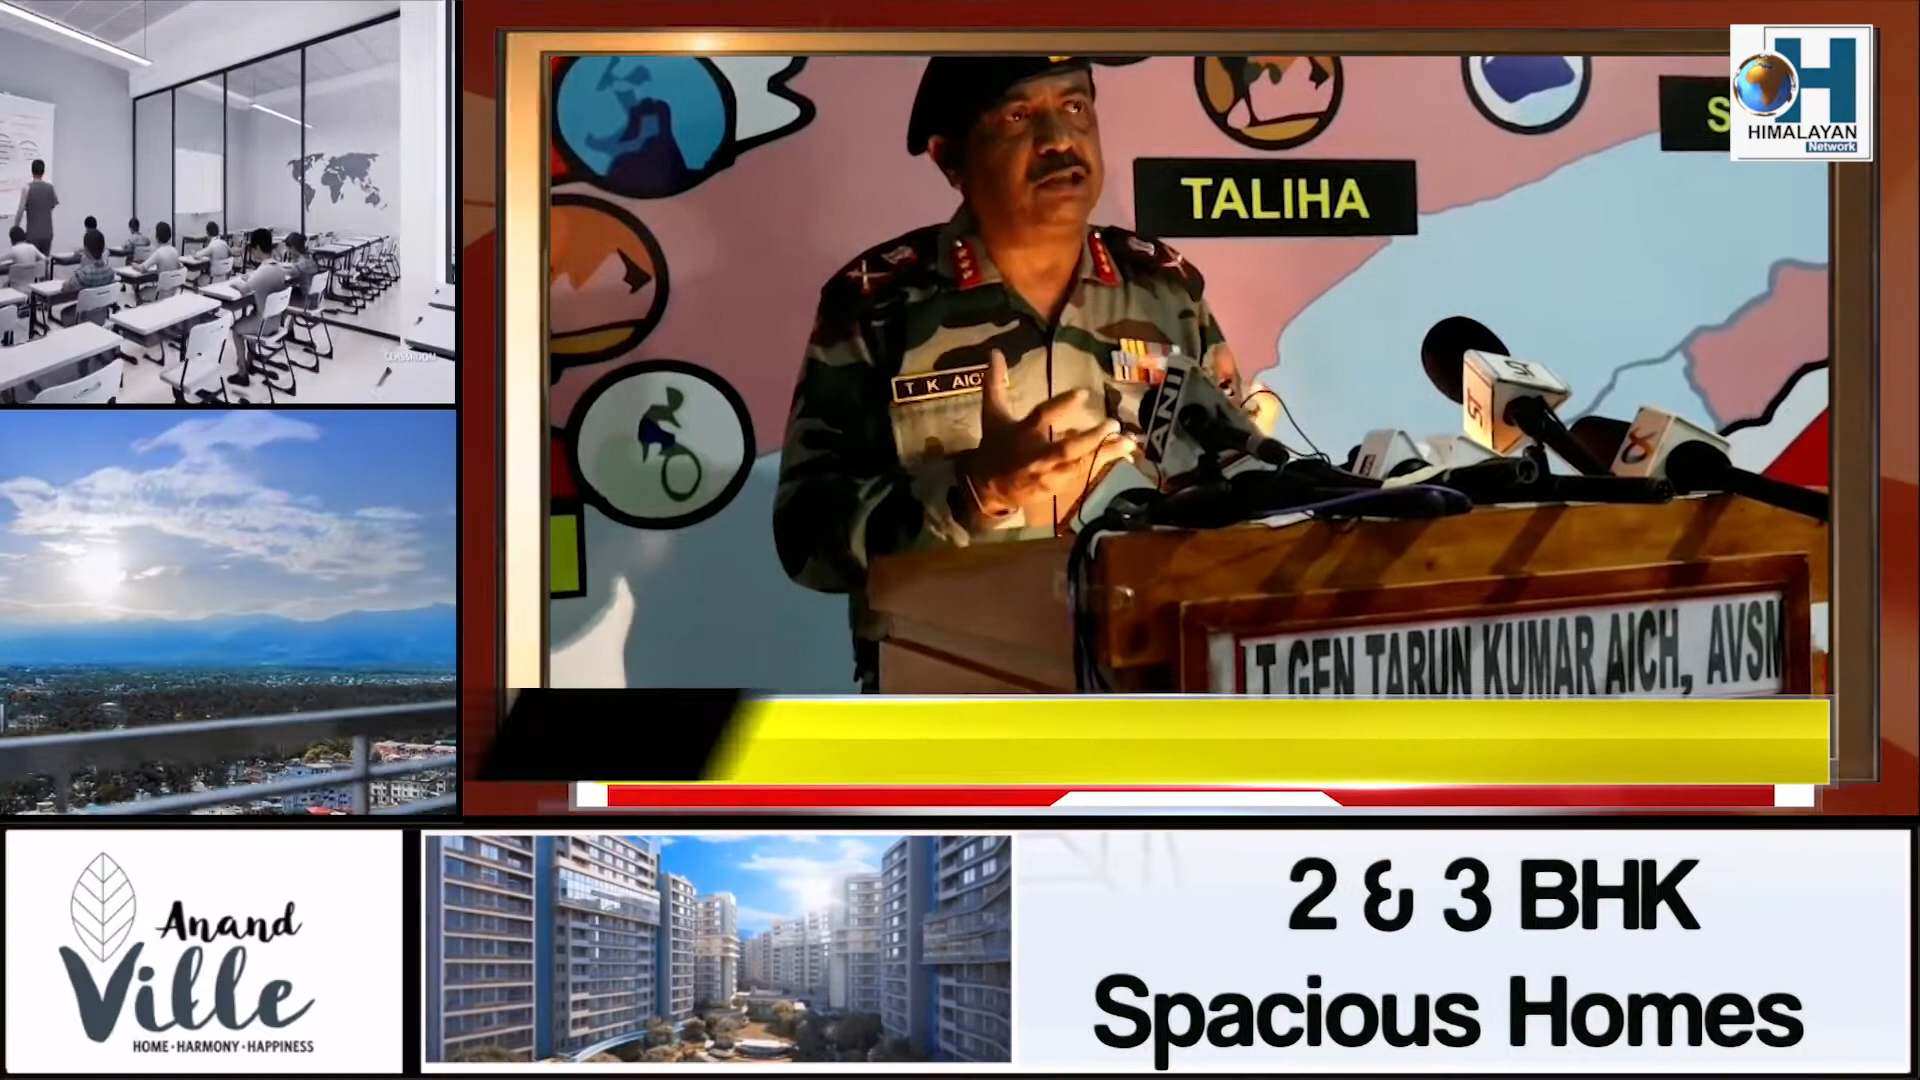 CLASSROOM
HIMALAYAN
Network
TALIHA
S
T K AICH
ANI
T GEN TARUN KUMAR AICH, AVSM
Anand
Ville
HOME·HARMONY·HAPPINESS
2 & 3 BHK
Spacious Homes